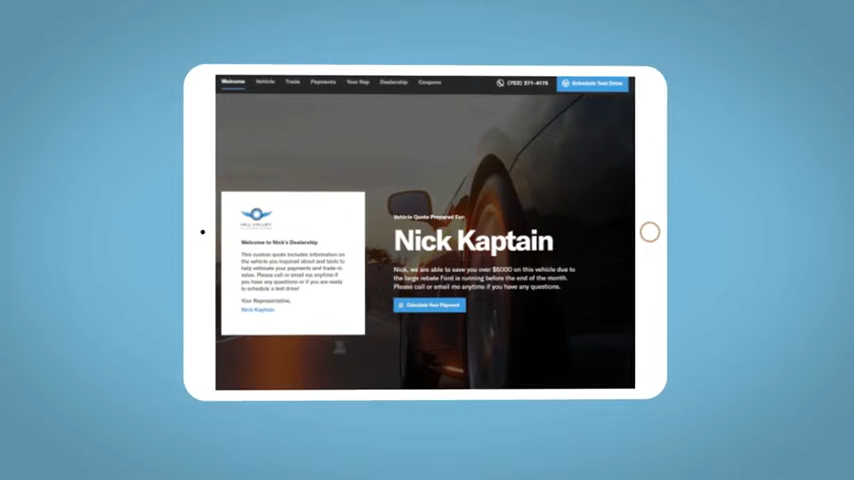 Welcome Vehicle Trade Payments Your Rep Dealership Coupons (702) 371-4178 Schedule Test Drive
HILL VALLEY
Welcome to Nick's Dealership
This custom quote includes information on
the vehicle you inquired about and tools to
help estimate your payments and trade-in
value. Please call or email me anytime if
you have any questions or if you are ready
to schedule a test drive!
Your Representative,
Nick Kaptain
Vehicle Quote Prepared For:
Nick Kaptain
Nick, we are able to save you over $5000 on this vehicle due to
the large rebate Ford is running before the end of the month.
Please call or email me anytime if you have any questions.
Calculate Your Payment